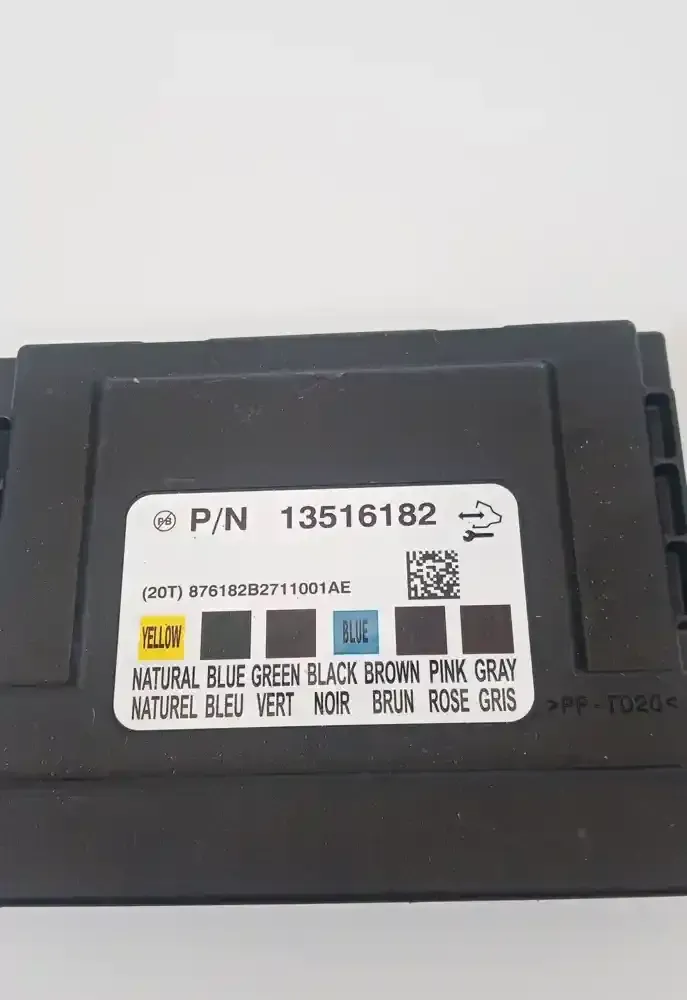 PB P/N 13516182
(20T) 876182B2711001AE
YELLOW BLUE
NATURAL BLUE GREEN BLACK BROWN PINK GRAY
NATUREL BLEU VERT NOIR BRUN ROSE GRIS
>PP-TD20<